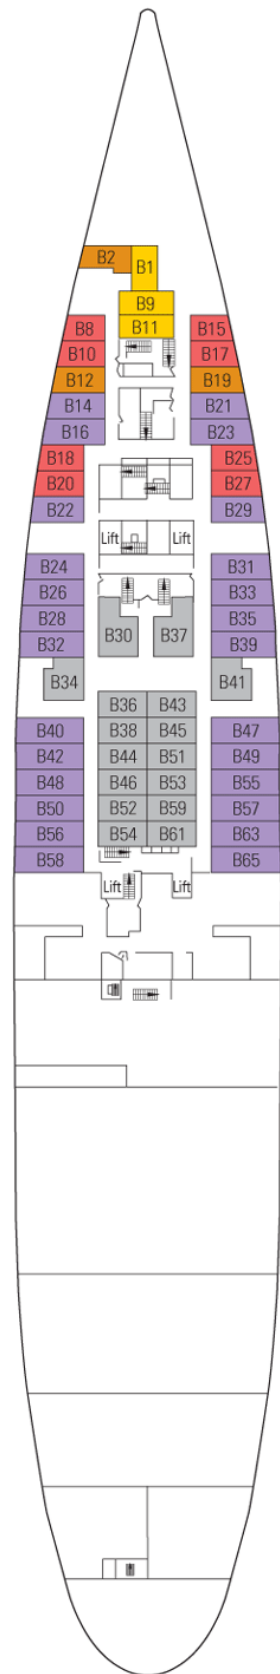 B2 B1
B9
B8 B11 B15
B10 B17
B12 B19
B14 B21
B16 B23
B18 B25
B20 B27
B22 B29
Lift Lift
B24 B31
B26 B33
B28 B35
B30 B37
B32 B39
B34 B41
B36 B43
B40 B38 B45 B47
B42 B44 B51 B49
B48 B46 B53 B55
B50 B52 B59 B57
B56 B54 B61 B63
B58 B65
Lift Lift